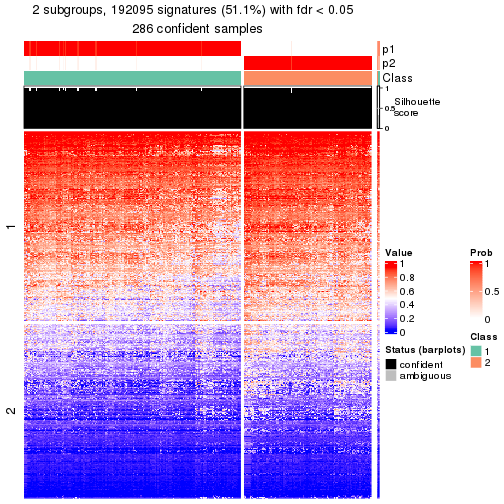 2 subgroups, 192095 signatures (51.1%) with fdr < 0.05
286 confident samples
p1
p2
Class
1
0.5
0
Silhouette
score
1
2
Value
1
0.8
0.6
0.4
0.2
0
Prob
1
0.5
0
Status (barplots)
confident
ambiguous
Class
1
2